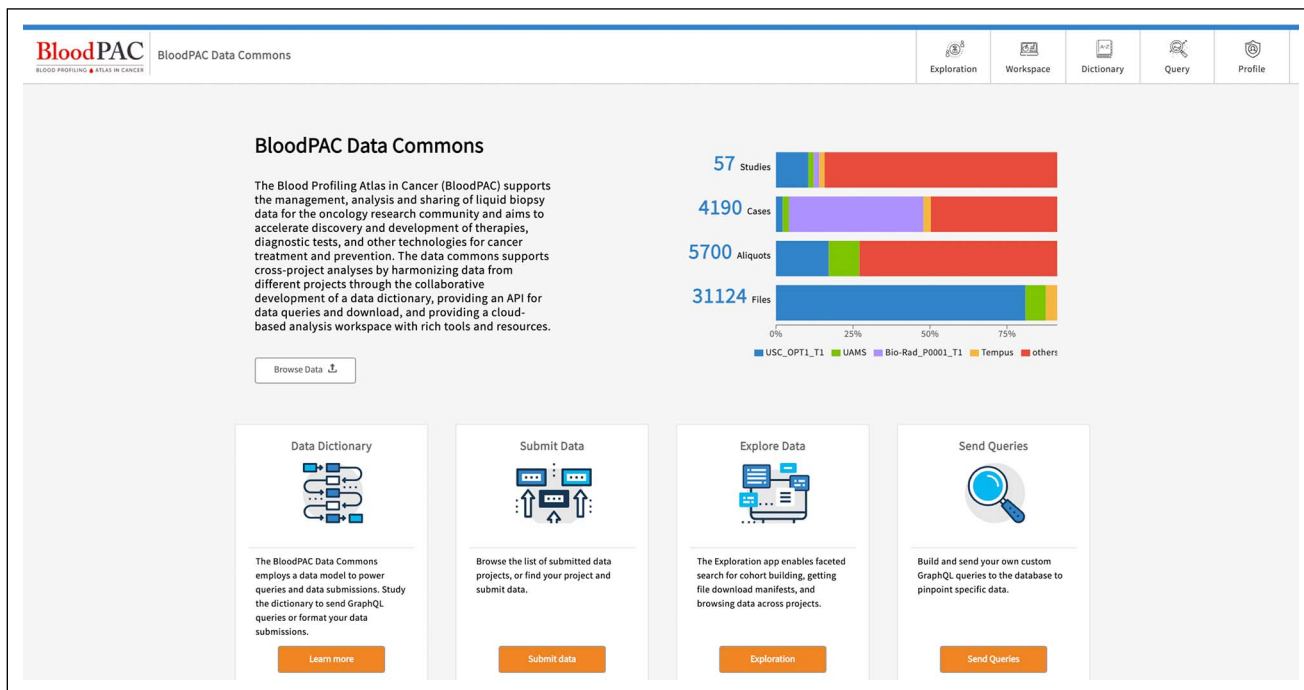 BloodPAC
BLOOD PROFILING ATLAS IN CANCER
BloodPAC Data Commons
Exploration
Workspace
A-Z
Dictionary
Query
Profile
BloodPAC Data Commons
The Blood Profiling Atlas in Cancer (BloodPAC) supports
the management, analysis and sharing of liquid biopsy
data for the oncology research community and aims to
accelerate discovery and development of therapies,
diagnostic tests, and other technologies for cancer
treatment and prevention. The data commons supports
cross-project analyses by harmonizing data from
different projects through the collaborative
development of a data dictionary, providing an API for
data queries and download, and providing a cloud-
based analysis workspace with rich tools and resources.
Browse Data
57 Studies
4190 Cases
5700 Aliquots
31124 Files
0% 25% 50% 75%
USC_OPT1_T1 UAMS Bio-Rad_P0001_T1 Tempus others
Data Dictionary
The BloodPAC Data Commons
employs a data model to power
queries and data submissions. Study
the dictionary to send GraphQL
queries or format your data
submissions.
Learn more
Submit Data
Browse the list of submitted data
projects, or find your project and
submit data.
Submit data
Explore Data
The Exploration app enables faceted
search for cohort building, getting
file download manifests, and
browsing data across projects.
Exploration
Send Queries
Build and send your own custom
GraphQL queries to the database to
pinpoint specific data.
Send Queries